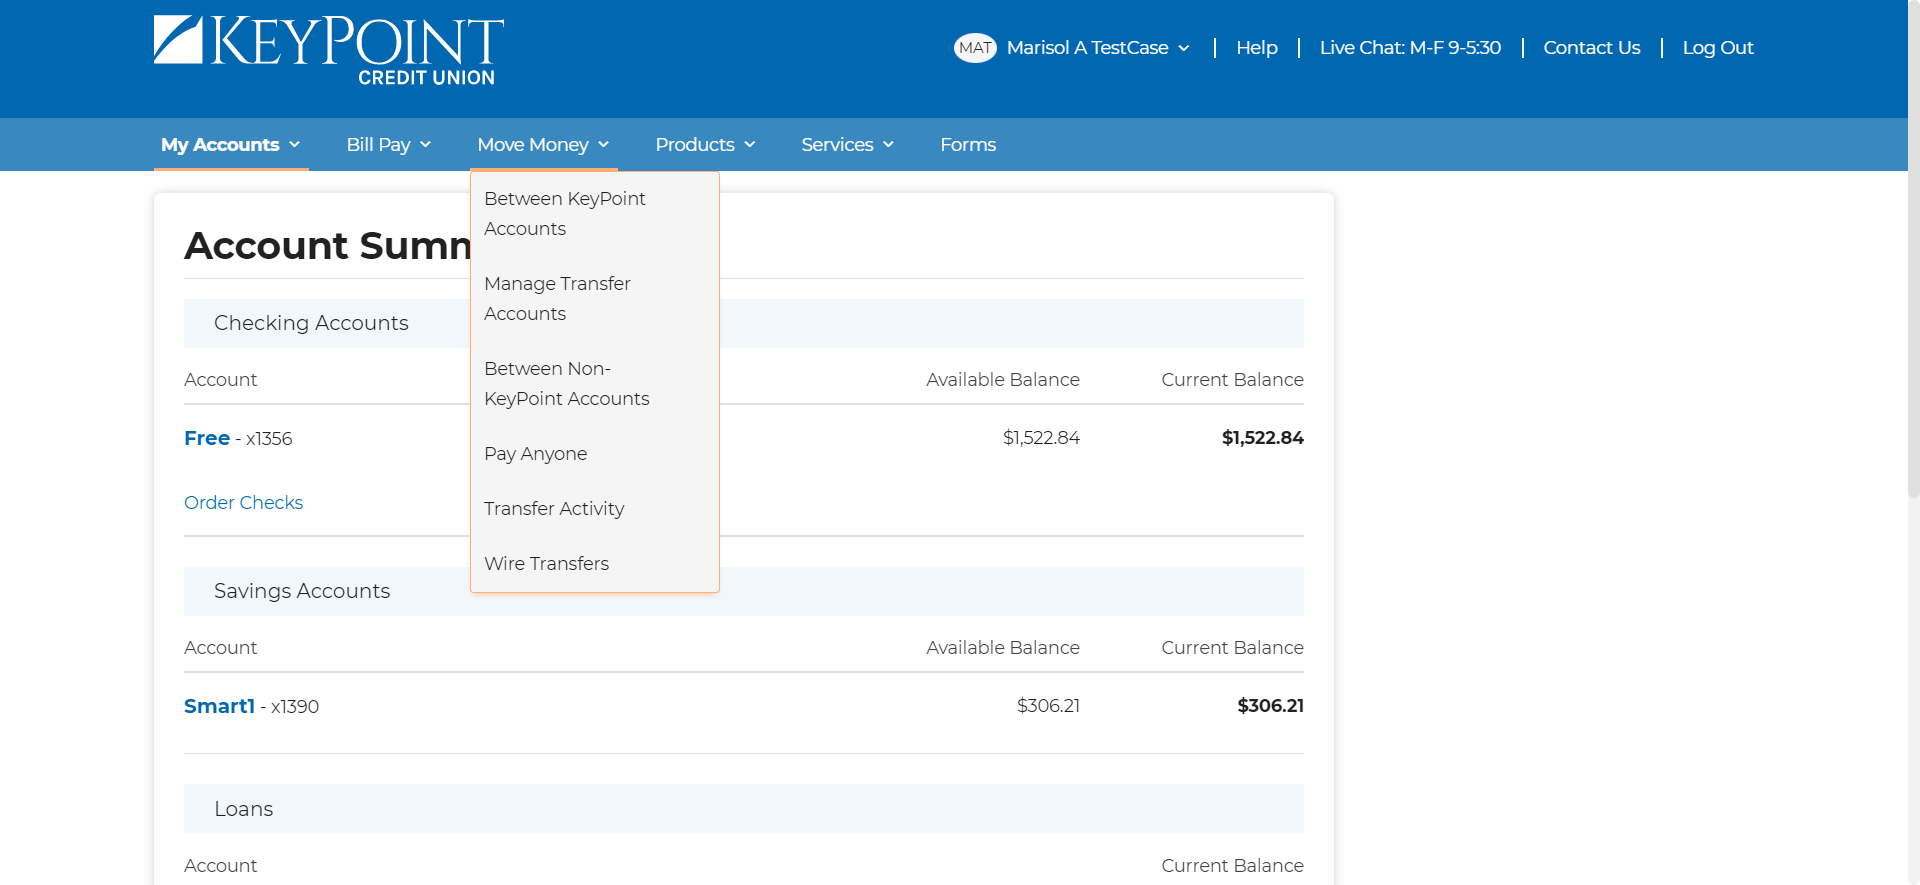 KEYPOINT
CREDIT UNION
MAT Marisol A TestCase
Help
Live Chat: M-F 9-5:30
Contact Us
Log Out
My Accounts
Bill Pay
Move Money
Products
Services
Forms
Between KeyPoint
Accounts
Manage Transfer
Accounts
Between Non-
KeyPoint Accounts
Pay Anyone
Transfer Activity
Wire Transfers
Account Sum
Checking Accounts
Account
Available Balance
Current Balance
Free - x1356
$1,522.84
$1,522.84
Order Checks
Savings Accounts
Account
Available Balance
Current Balance
Smart1 - x1390
$306.21
$306.21
Loans
Account
Current Balance